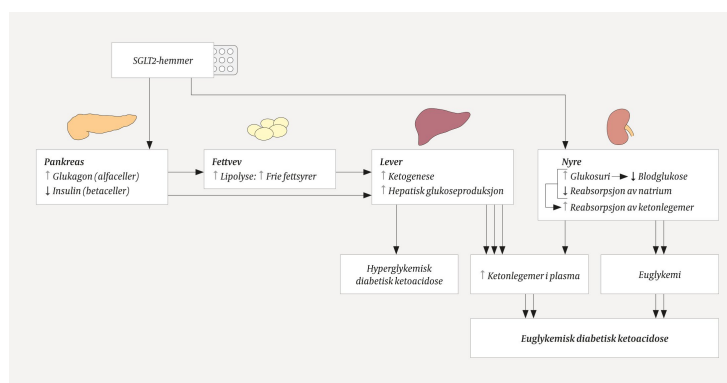 SGLT2-hemmer
Pankreas
↑ Glukagon (alfaceller)
↓ Insulin (betaceller)
Fettvev
↑ Lipolyse: ↑ Frie fettsyrer
Lever
↑ Ketogenese
↑ Hepatisk glukoseproduksjon
Nyre
↑ Glukosuri → ↓ Blodglukose
↓ Reabsorpsjon av natrium
↑ Reabsorpsjon av ketonlegemer
Hyperglykemisk
diabetisk ketoacidose
↑ Ketonlegemer i plasma
Euglykemi
Euglykemisk diabetisk ketoacidose